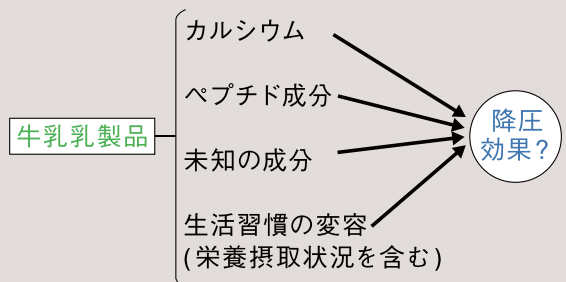 カルシウム
ペプチド成分
牛乳乳製品
未知の成分
生活習慣の変容
(栄養摂取状況を含む)
降圧
効果?